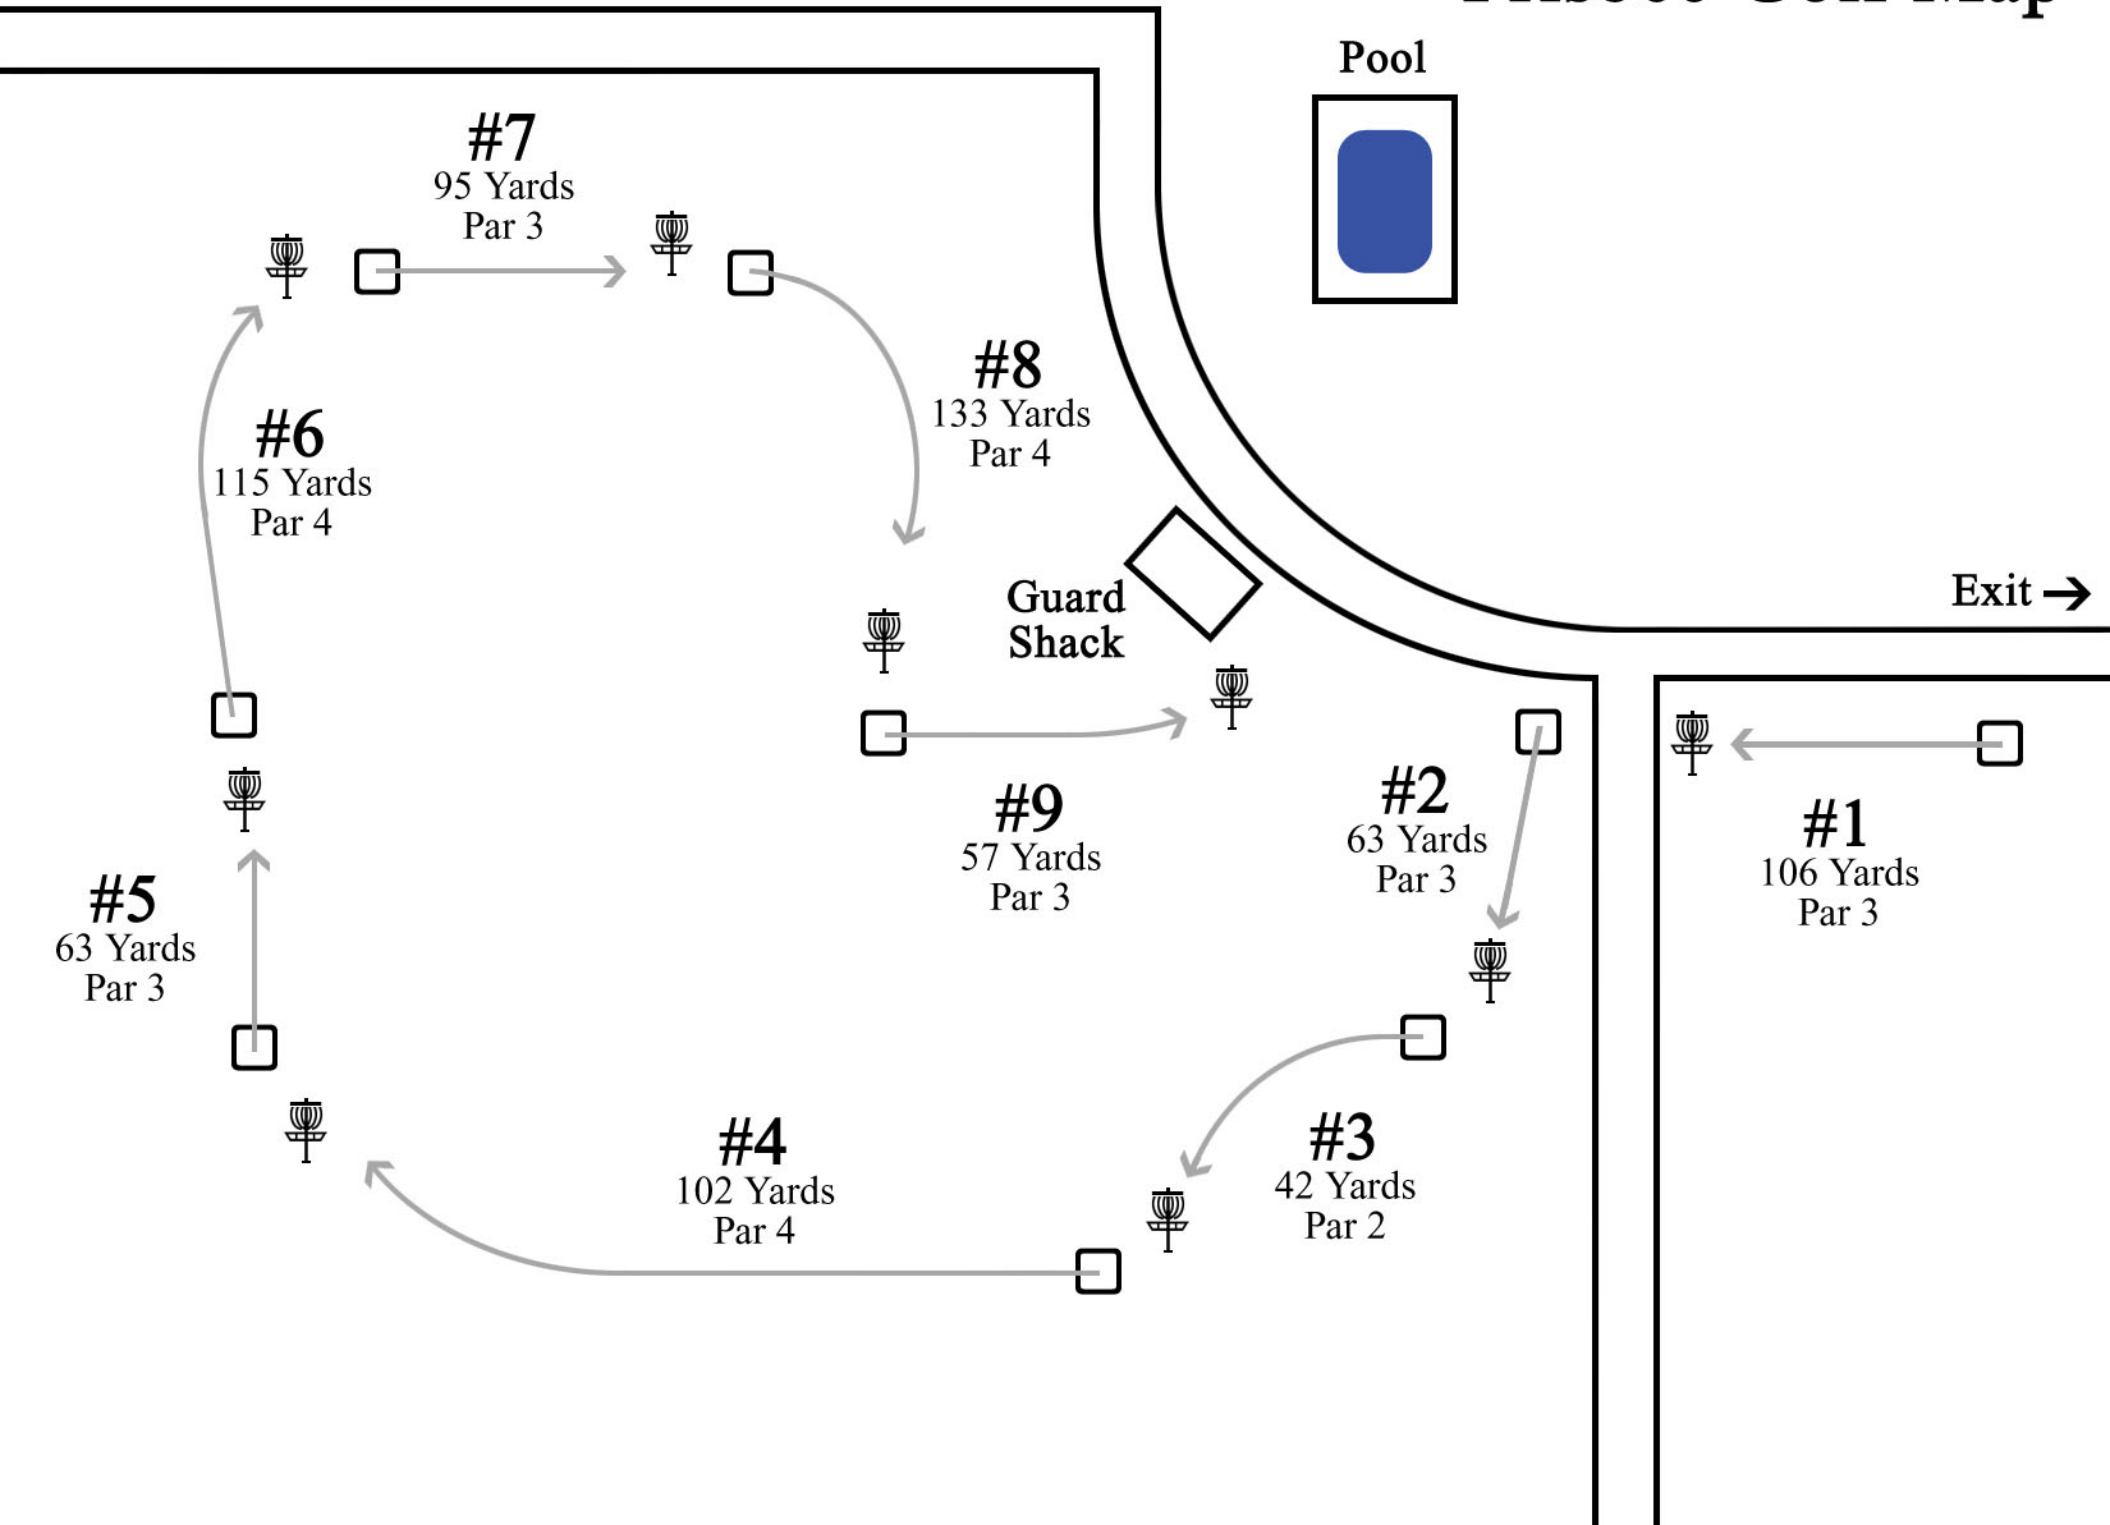 Golf Map
Pool
#7
95 Yards
Par 3
#8
133 Yards
Par 4
#6
115 Yards
Par 4
Guard
Shack
Exit →
#9
57 Yards
Par 3
#2
63 Yards
Par 3
#1
106 Yards
Par 3
#5
63 Yards
Par 3
#4
102 Yards
Par 4
#3
42 Yards
Par 2